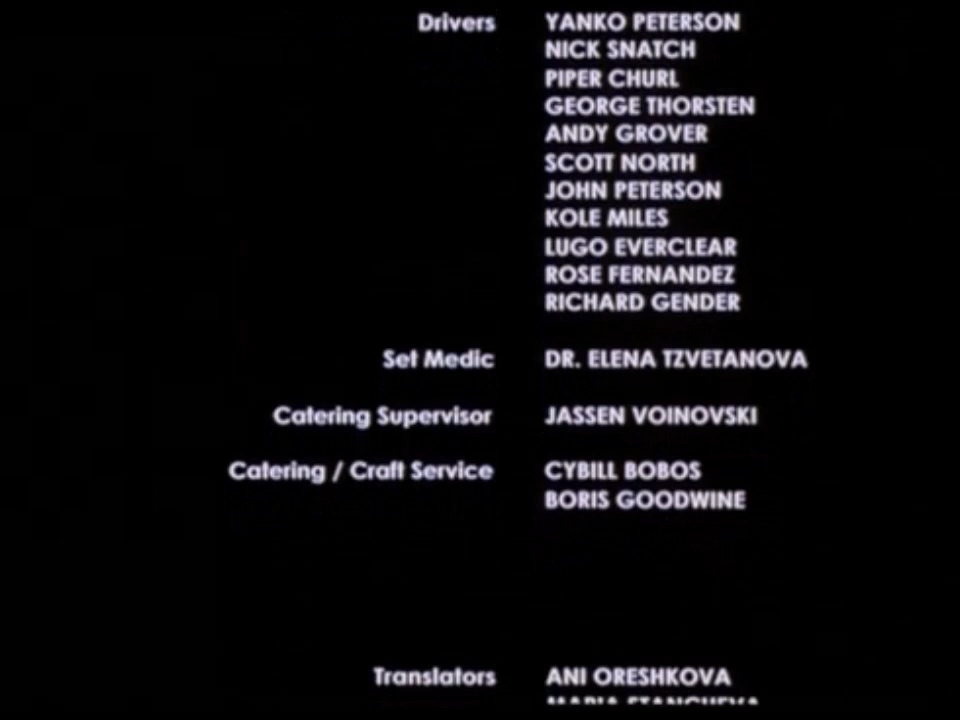 Drivers YANKO PETERSON
NICK SNATCH
PIPER CHURL
GEORGE THORSTEN
ANDY GROVER
SCOTT NORTH
JOHN PETERSON
KOLE MILES
LUGO EVERCLEAR
ROSE FERNANDEZ
RICHARD GENDER
Set Medic DR. ELENA TZVETANOVA
Catering Supervisor JASSEN VOINOVSKI
Catering / Craft Service CYBILL BOBOS
BORIS GOODWINE
Translators ANI ORESHKOVA